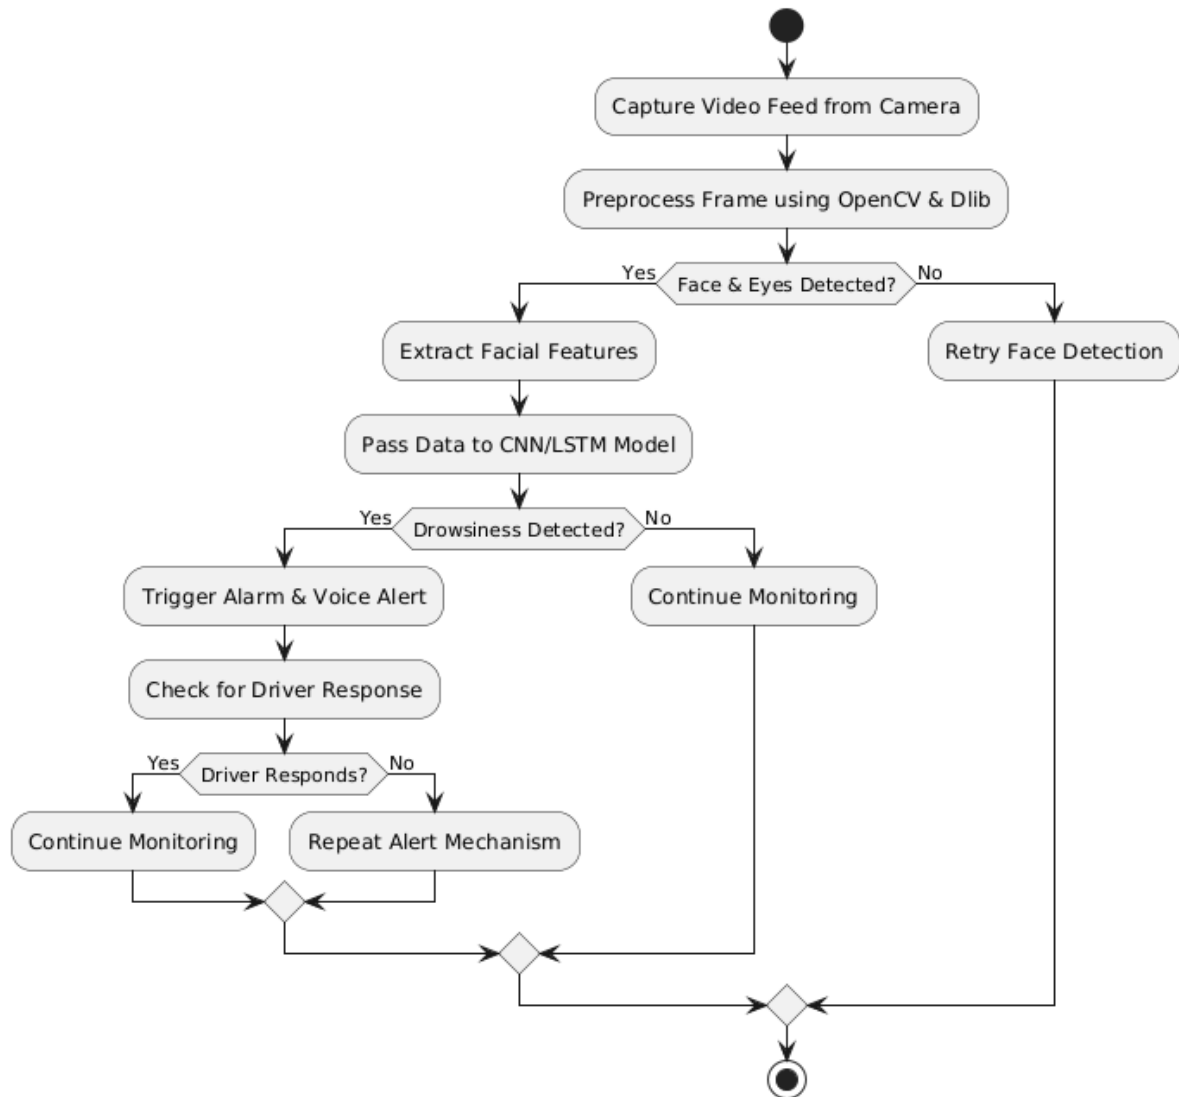 Capture Video Feed from Camera
Preprocess Frame using OpenCV & Dlib
Yes
Face & Eyes Detected?
No
Extract Facial Features
Retry Face Detection
Pass Data to CNN/LSTM Model
Yes
Drowsiness Detected?
No
Trigger Alarm & Voice Alert
Continue Monitoring
Check for Driver Response
Yes
Driver Responds?
No
Continue Monitoring
Repeat Alert Mechanism